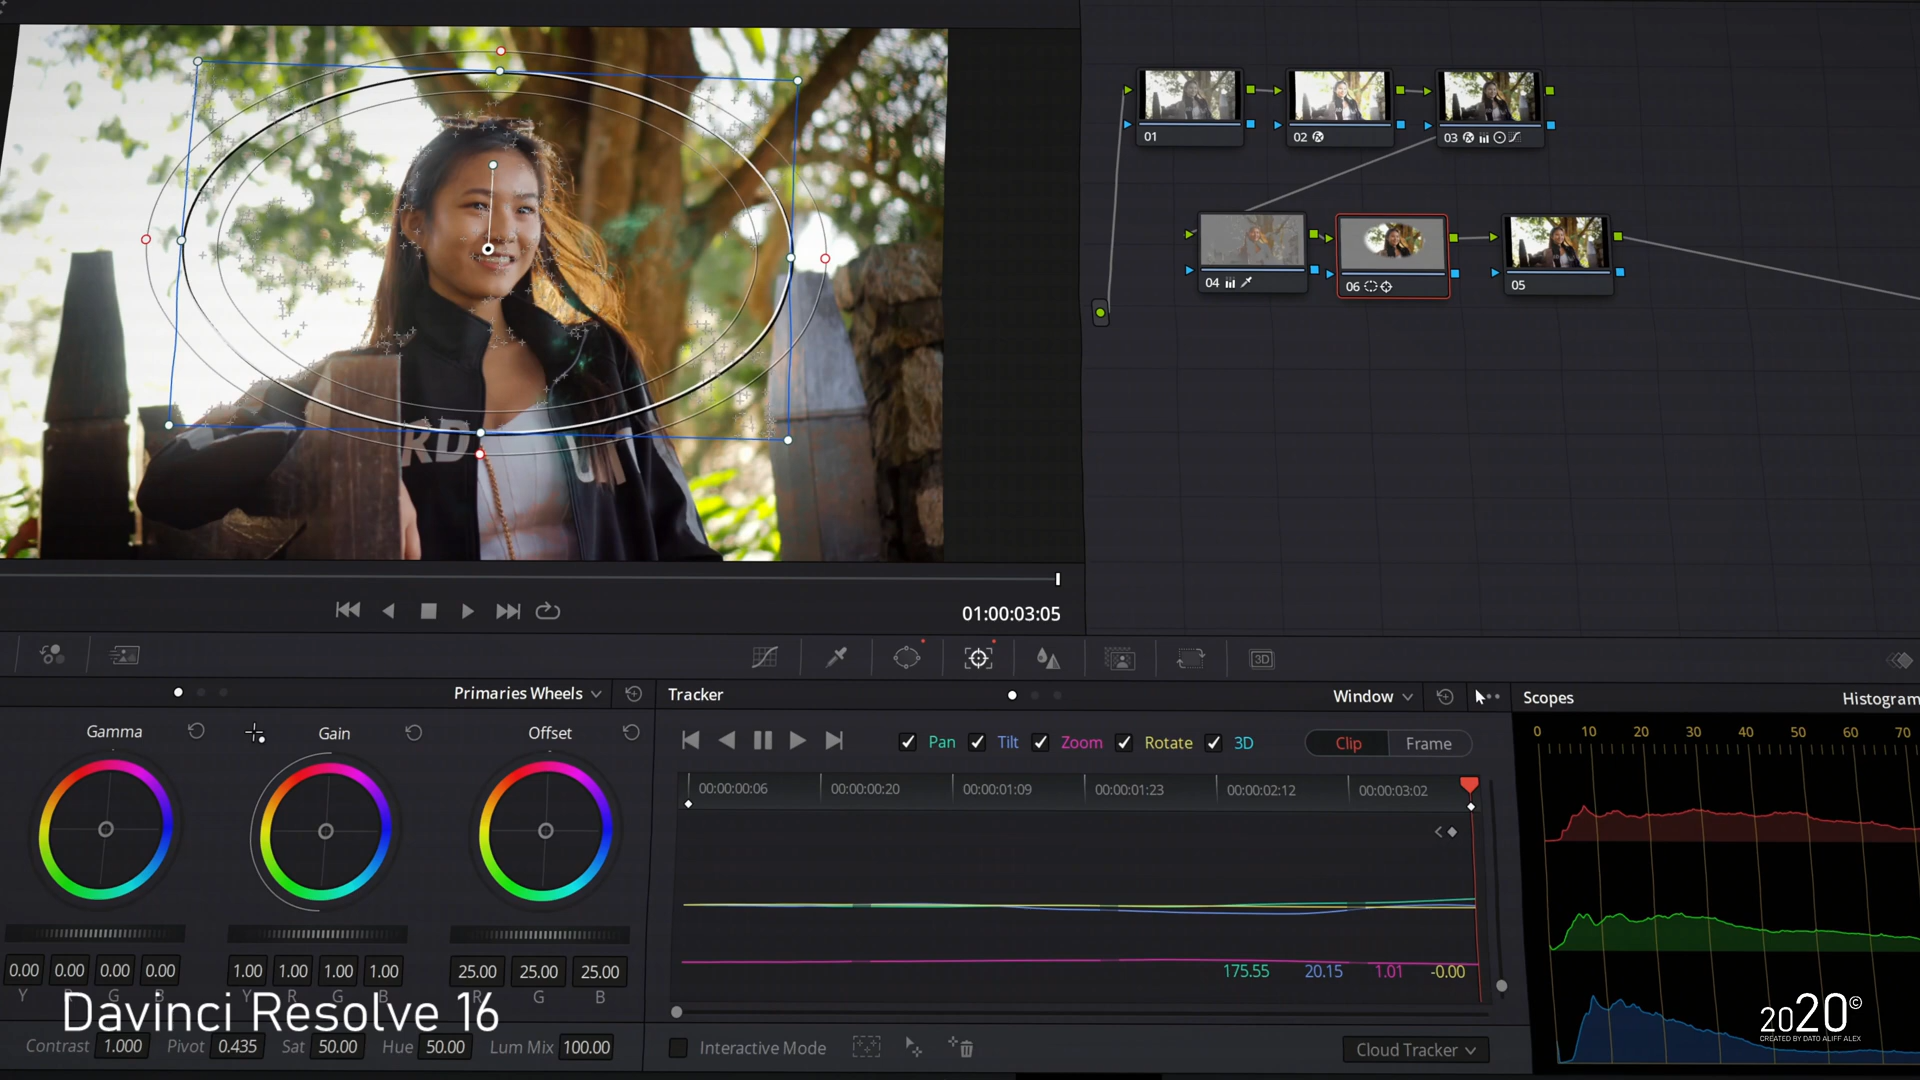 RD
01
02
03
04
06
05
01:00:03:05
Primaries Wheels
Tracker
Window
Scopes
Histogram
Gamma
Gain
Offset
Pan
Tilt
Zoom
Rotate
3D
Clip
Frame
3D
0 10 20 30 40 50 60 70
00:00:00:06
00:00:00:20
00:00:01:09
00:00:01:23
00:00:02:12
00:00:03:02
0.00 0.00 0.00 0.00
1.00 1.00 1.00 1.00
25.00 25.00 25.00
Y R G B
Y R G B
R G B
175.55
20.15
1.01
-0.00
Davinci Resolve 16
Contrast 1.000 Pivot 0.435 Sat 50.00 Hue 50.00 Lum Mix 100.00
Interactive Mode
Cloud Tracker
2020©
CREATED BY DATO ALIFF ALEX